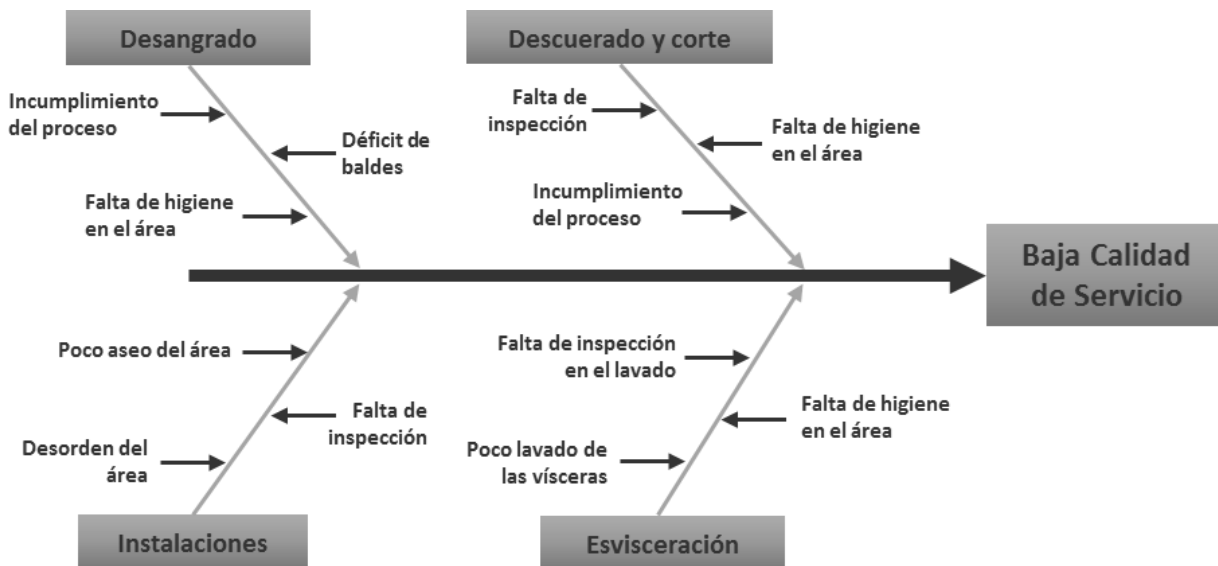 Desangrado
Descuerado y corte
Incumplimiento
del proceso
Déficit de
baldes
Falta de higiene
en el área
Falta de
inspección
Falta de higiene
en el área
Incumplimiento
del proceso
Baja Calidad
de Servicio
Poco aseo del área
Falta de
inspección
Desorden del
área
Falta de inspección
en el lavado
Falta de higiene
en el área
Poco lavado de
las vísceras
Instalaciones
Esvisceración